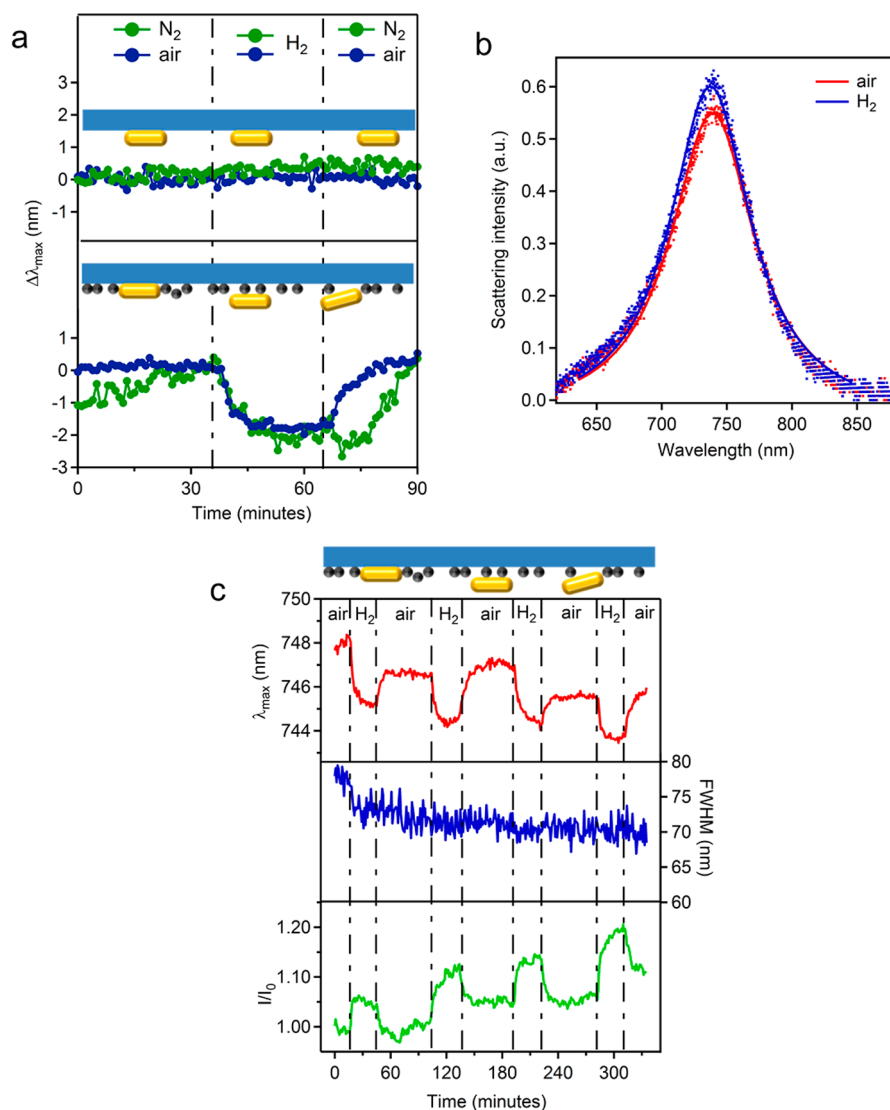 a
N₂
H₂
N₂
air
air
3
2
1
0
-1
Δλmax (nm)
1
0
-1
-2
-3
0
30
60
90
Time (minutes)
b
air
H₂
0.6
0.5
0.4
0.3
0.2
0.1
0.0
Scattering intensity (a.u.)
650
700
750
800
850
Wavelength (nm)
c
air
H₂
air
H₂
air
H₂
air
H₂
air
750
748
746
744
λmax (nm)
80
75
70
65
60
FWHM (nm)
1.20
1.10
1.00
I/I₀
0
60
120
180
240
300
Time (minutes)